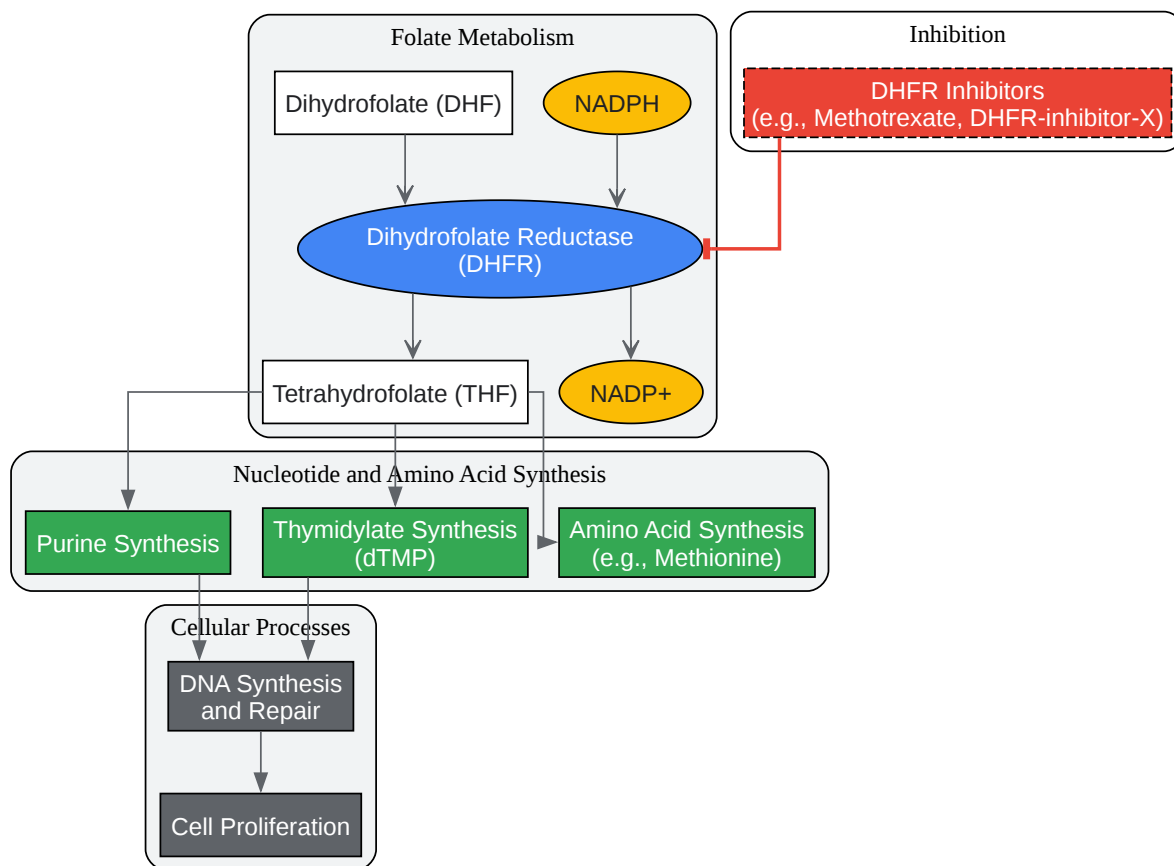 Folate Metabolism
Inhibition
Dihydrofolate (DHF)
NADPH
DHFR Inhibitors
(e.g., Methotrexate, DHFR-inhibitor-X)
Dihydrofolate Reductase
(DHFR)
Tetrahydrofolate (THF)
NADP+
Nucleotide and Amino Acid Synthesis
Purine Synthesis
Thymidylate Synthesis
(dTMP)
Amino Acid Synthesis
(e.g., Methionine)
Cellular Processes
DNA Synthesis
and Repair
Cell Proliferation